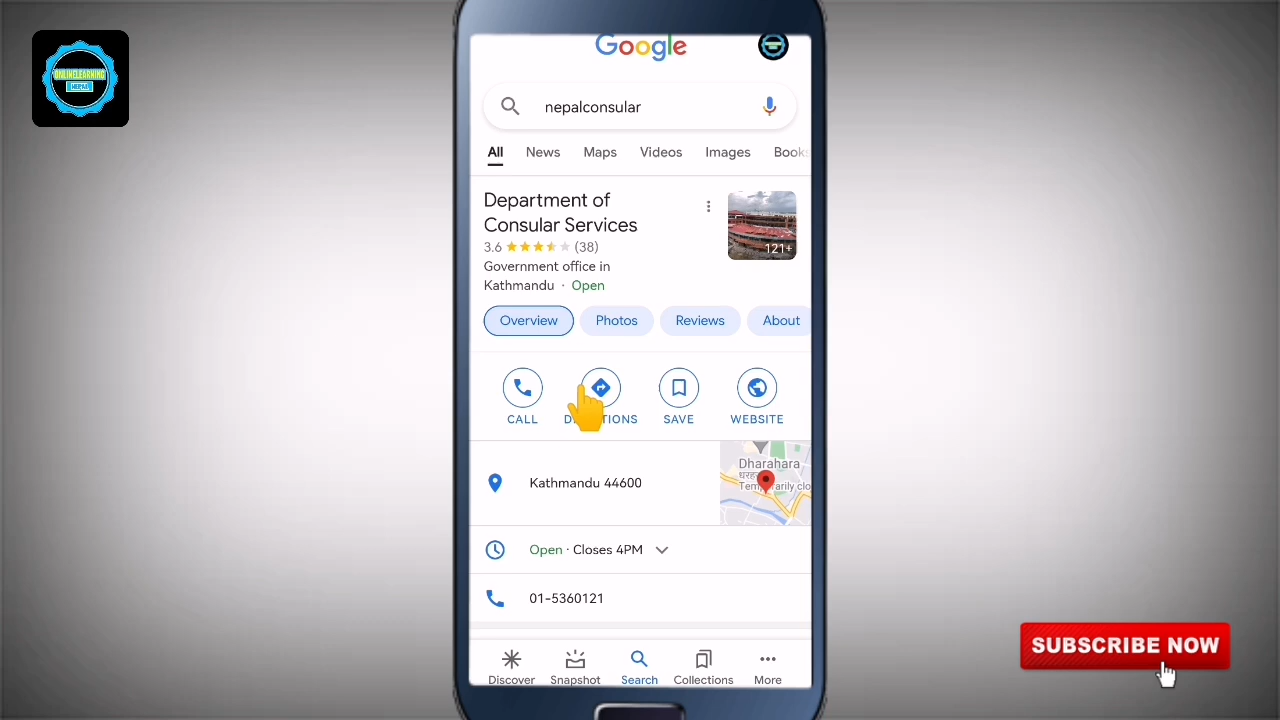 ONLINELEARNING
NEPAL
Google
nepalconsular
All News Maps Videos Images Book
Department of
Consular Services
3.6 (38)
Government office in
Kathmandu · Open
121+
Overview Photos Reviews About
CALL SAVE WEBSITE
Kathmandu 44600
Dharahara
Open · Closes 4PM
01-5360121
Discover Snapshot Search Collections More
SUBSCRIBE NOW